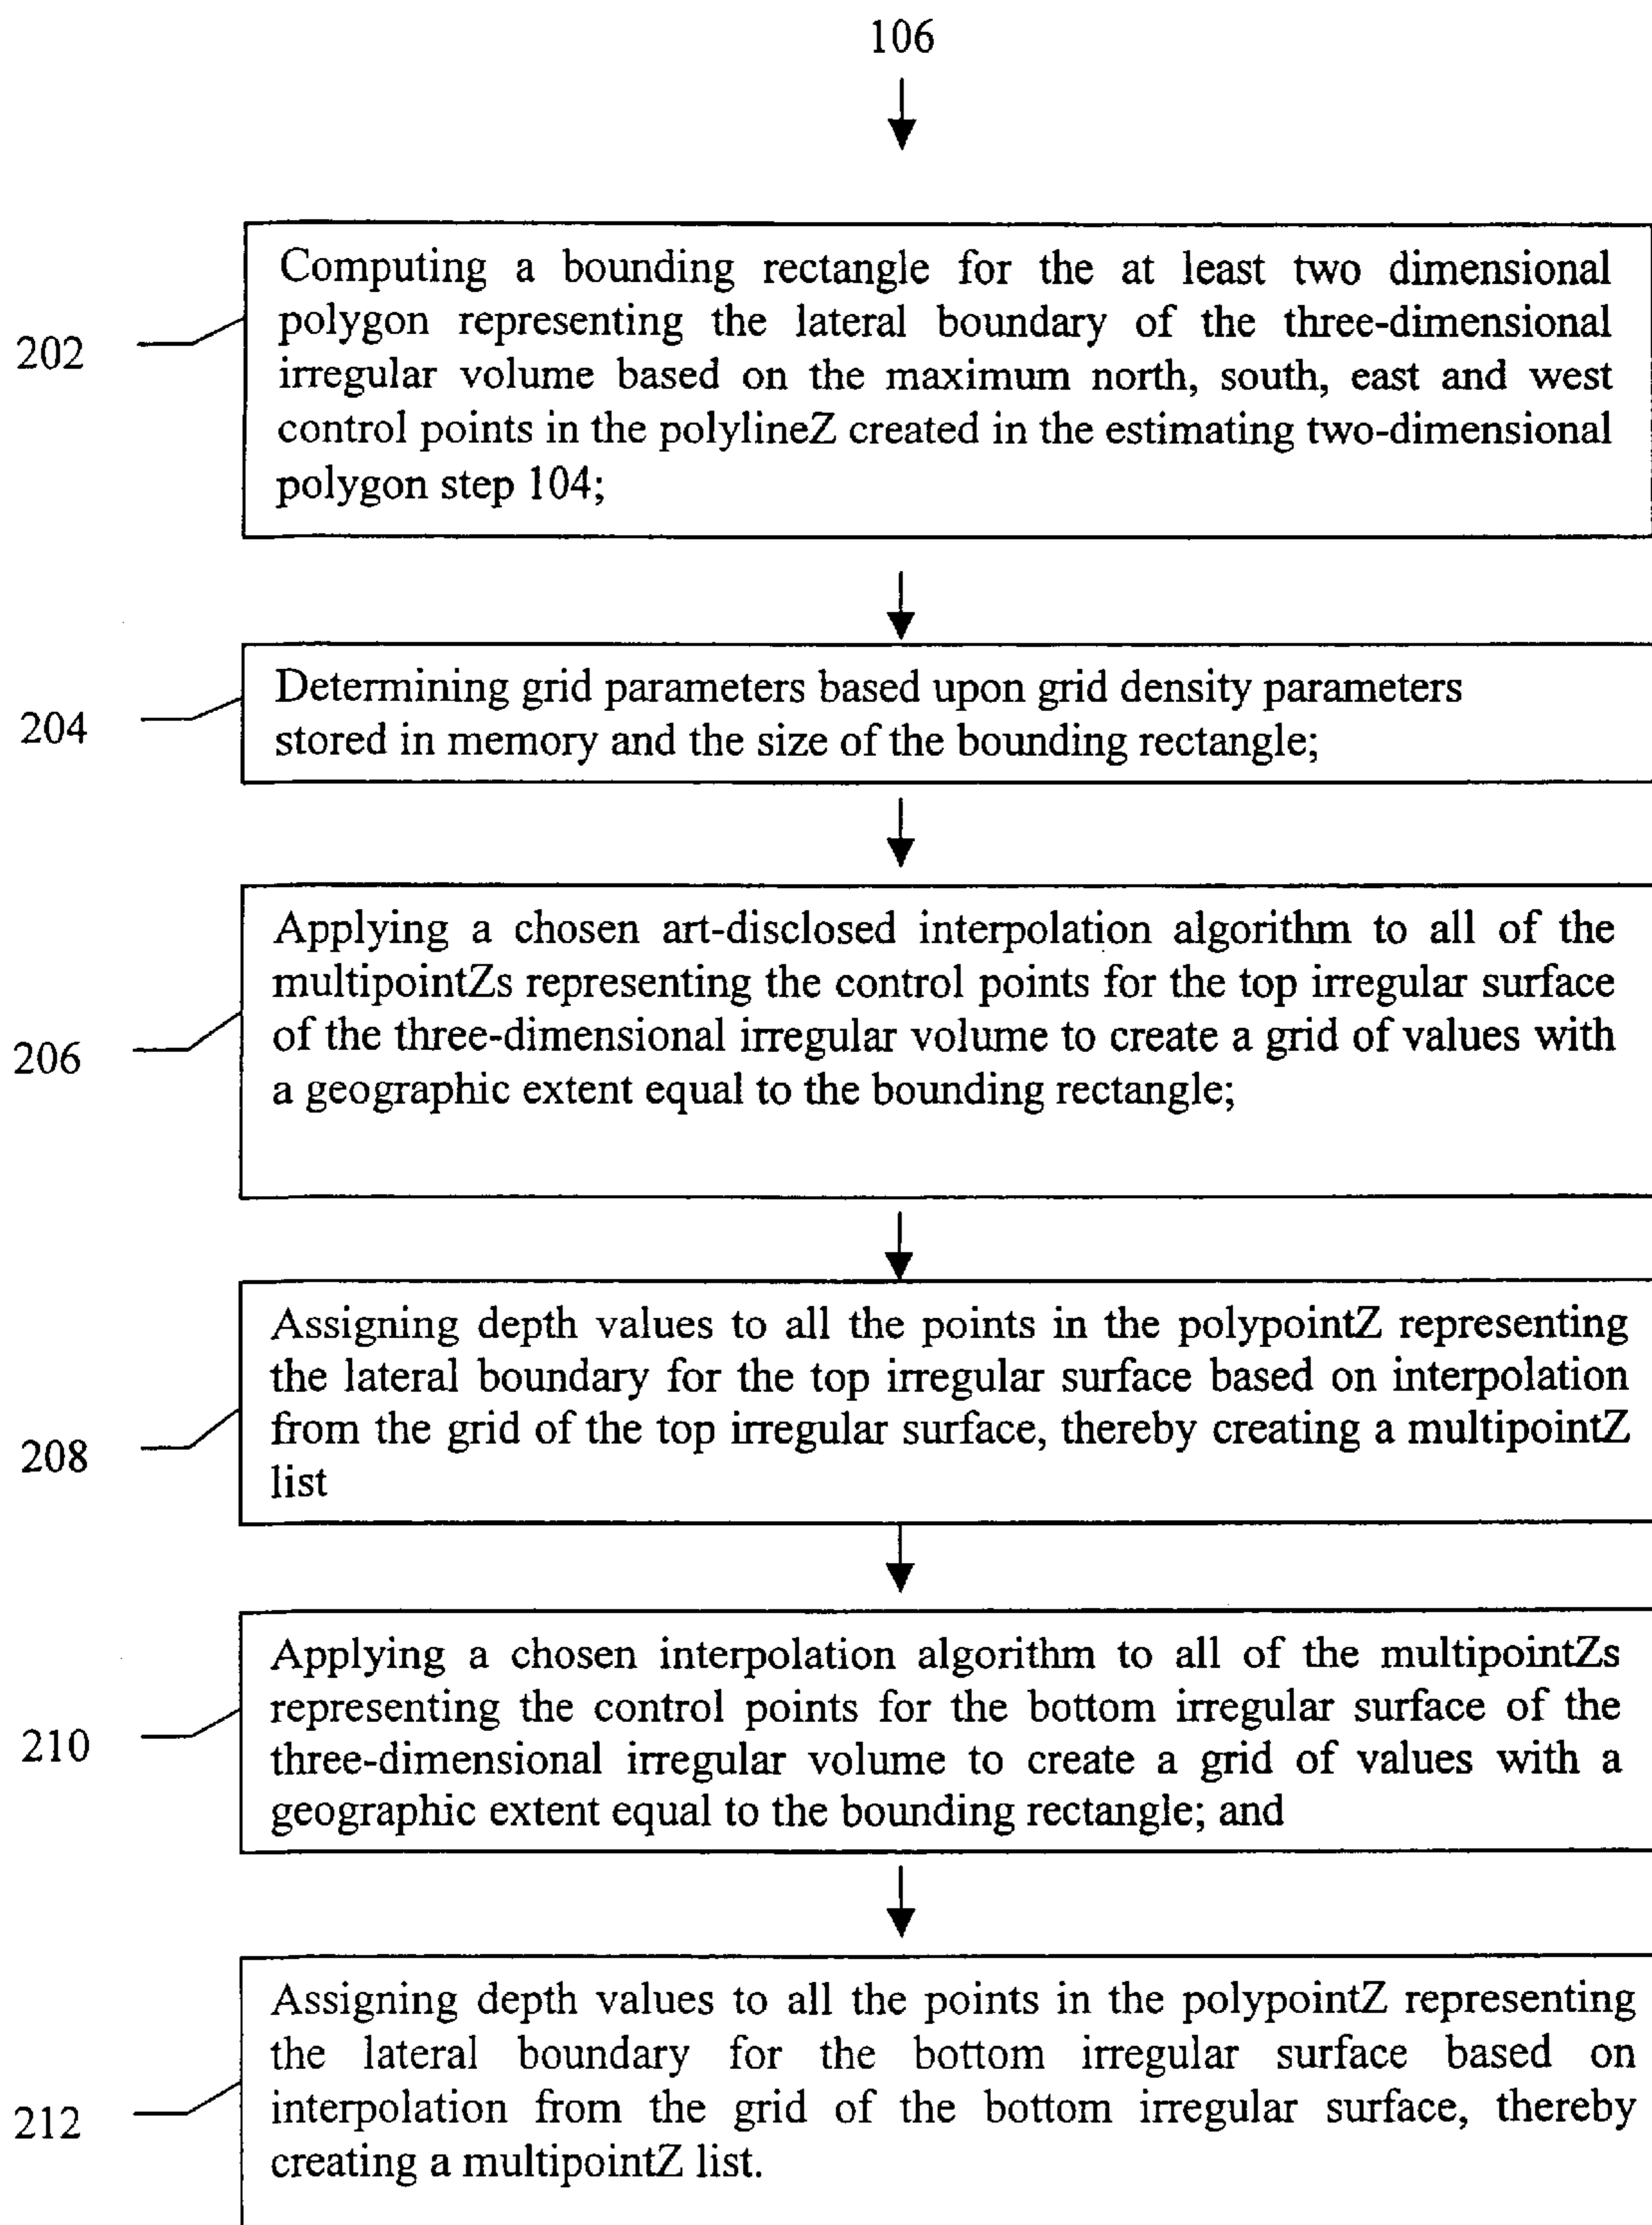 106
Computing a bounding rectangle for the at least two dimensional
polygon representing the lateral boundary of the three-dimensional
irregular volume based on the maximum north, south, east and west
control points in the polylineZ created in the estimating two-dimensional
polygon step 104;
202
Determining grid parameters based upon grid density parameters
stored in memory and the size of the bounding rectangle;
204
Applying a chosen art-disclosed interpolation algorithm to all of the
multipointZs representing the control points for the top irregular surface
of the three-dimensional irregular volume to create a grid of values with
a geographic extent equal to the bounding rectangle;
206
Assigning depth values to all the points in the polypointZ representing
the lateral boundary for the top irregular surface based on interpolation
from the grid of the top irregular surface, thereby creating a multipointZ
list
208
Applying a chosen interpolation algorithm to all of the multipointZs
representing the control points for the bottom irregular surface of the
three-dimensional irregular volume to create a grid of values with a
geographic extent equal to the bounding rectangle; and
210
Assigning depth values to all the points in the polypointZ representing
the lateral boundary for the bottom irregular surface based on
interpolation from the grid of the bottom irregular surface, thereby
creating a multipointZ list.
212